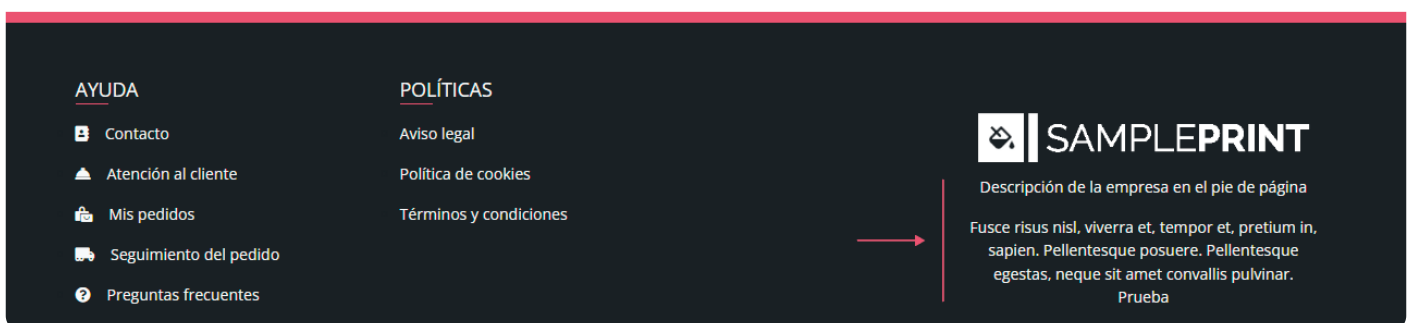 AYUDA
Contacto
Atención al cliente
Mis pedidos
Seguimiento del pedido
Preguntas frecuentes
POLÍTICAS
Aviso legal
Política de cookies
Términos y condiciones
SAMPLEPRINT
Descripción de la empresa en el pie de página
Fusce risus nisl, viverra et, tempor et, pretium in,
sapien. Pellentesque posuere. Pellentesque
egestas, neque sit amet convallis pulvinar.
Prueba